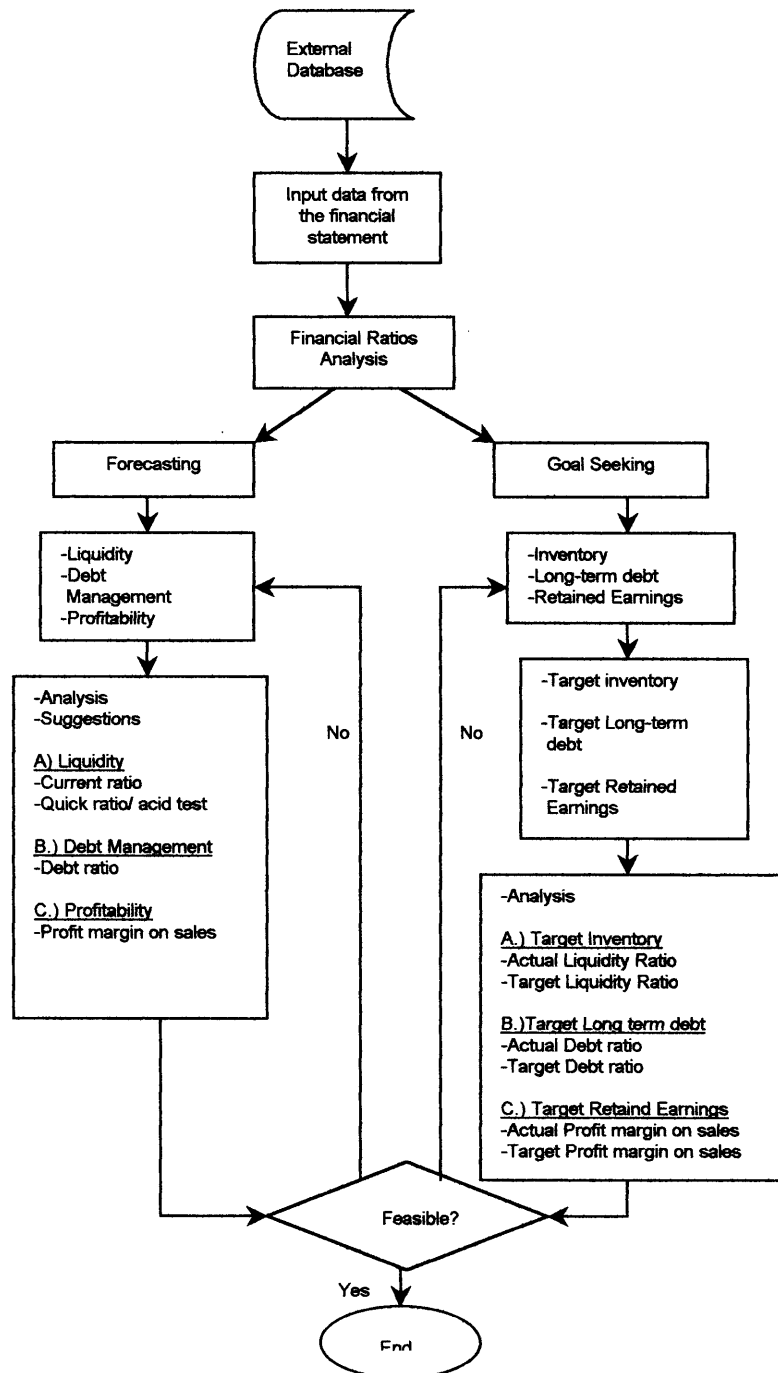 External
Database
Input data from
the financial
statement
Financial Ratios
Analysis
Forecasting
Goal Seeking
-Liquidity
-Debt
Management
-Profitability
-Inventory
-Long-term debt
-Retained Earnings
-Analysis
-Suggestions
A) Liquidity
-Current ratio
-Quick ratio/ acid test
B.) Debt Management
-Debt ratio
C.) Profitability
-Profit margin on sales
No
No
-Target inventory
-Target Long-term
debt
-Target Retained
Earnings
-Analysis
A.) Target Inventory
-Actual Liquidity Ratio
-Target Liquidity Ratio
B.)Target Long term debt
-Actual Debt ratio
-Target Debt ratio
C.) Target Retaind Earnings
-Actual Profit margin on sales
-Target Profit margin on sales
Feasible?
Yes
End